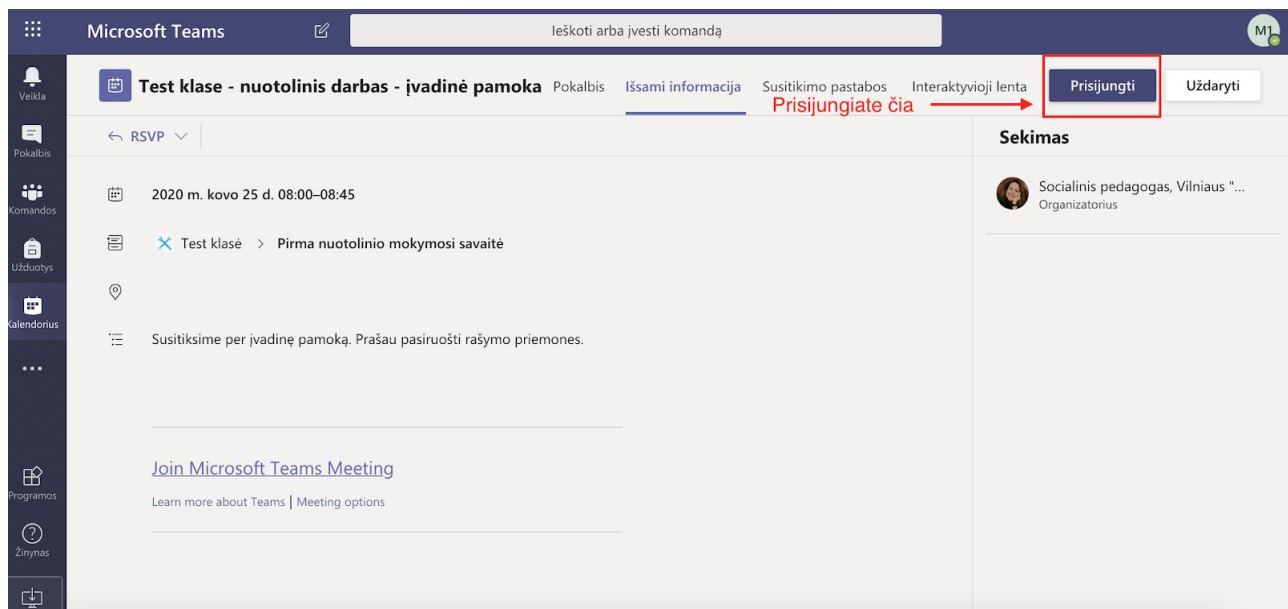 Microsoft Teams
Ieškoti arba įvesti komandą
M1
Veikla
Pokalbis
Komandos
Užduotys
Kalendorius
Programos
Žinynas
Test klase - nuotolinis darbas - įvadinė pamoka
Pokalbis
Išsami informacija
Susitikimo pastabos
Interaktyvioji lenta
Prisijungti
Uždaryti
Prisijungiate čia
RSVP
2020 m. kovo 25 d. 08:00–08:45
Test klasė > Pirma nuotolinio mokymosi savaitė
Susitiksime per įvadinę pamoką. Prašau pasiruošti rašymo priemones.
Join Microsoft Teams Meeting
Learn more about Teams | Meeting options
Sekimas
Socialinis pedagogas, Vilniaus "...
Organizatorius